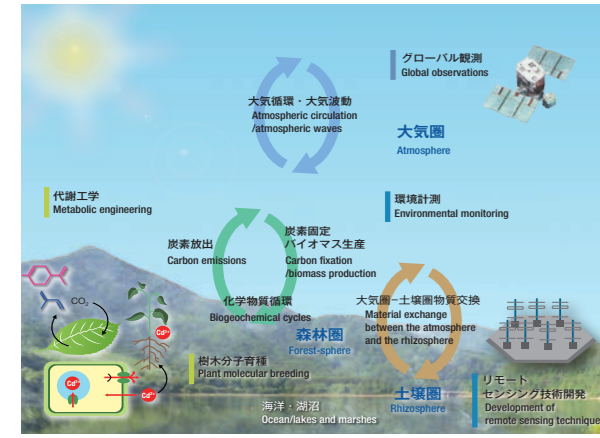 グローバル観測
Global observations
大気循環・大気波動
Atmospheric circulation
/atmospheric waves
大気圏
Atmosphere
代謝工学
Metabolic engineering
環境計測
Environmental monitoring
炭素放出
Carbon emissions
炭素固定
バイオマス生産
Carbon fixation
/biomass production
CO₂
化学物質循環
Biogeochemical cycles
大気圏−土壌圏物質交換
Material exchange
between the atmosphere
and the rhizosphere
Cd²⁺
森林圏
Forest-sphere
樹木分子育種
Plant molecular breeding
Cd²⁺
Cd²⁺
土壌圏
Rhizosphere
リモート
センシング技術開発
Development of
remote sensing technique
海洋・湖沼
Ocean/lakes and marshes